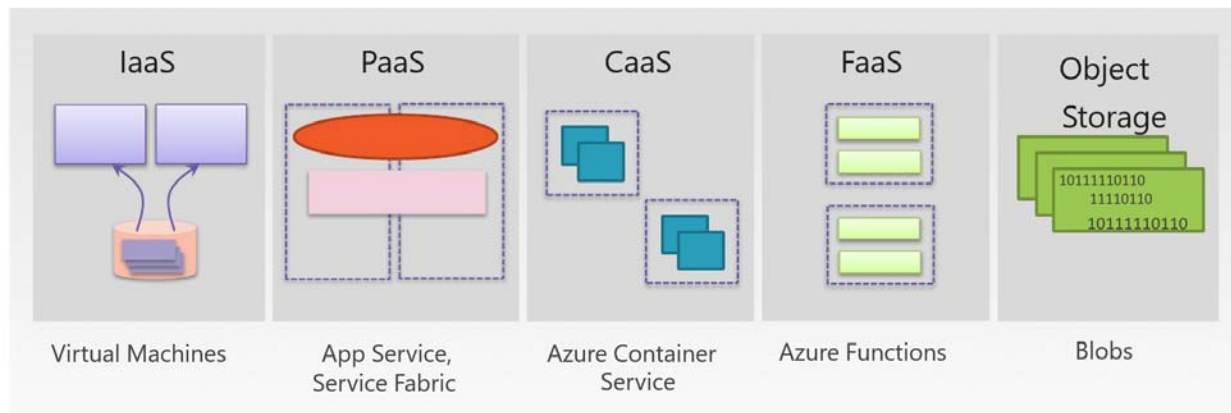 IaaS
PaaS
CaaS
FaaS
Object
Storage
10111110110
11110110
10111110110
Virtual Machines
App Service,
Service Fabric
Azure Container
Service
Azure Functions
Blobs